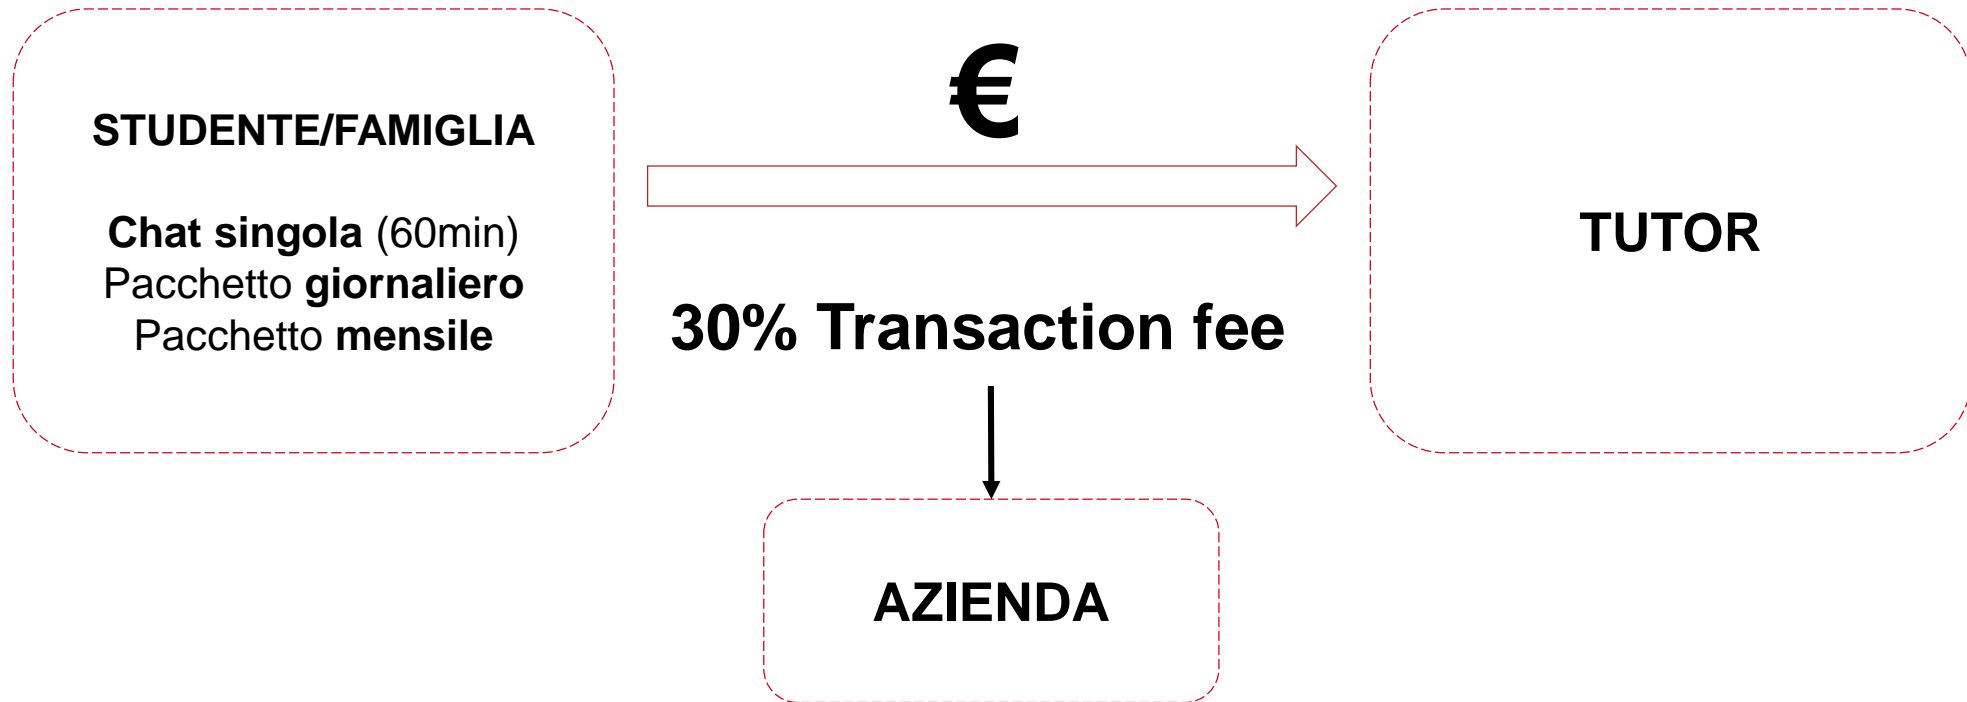 STUDENTE/FAMIGLIA
Chat singola (60min)
Pacchetto giornaliero
Pacchetto mensile
€
30% Transaction fee
TUTOR
AZIENDA